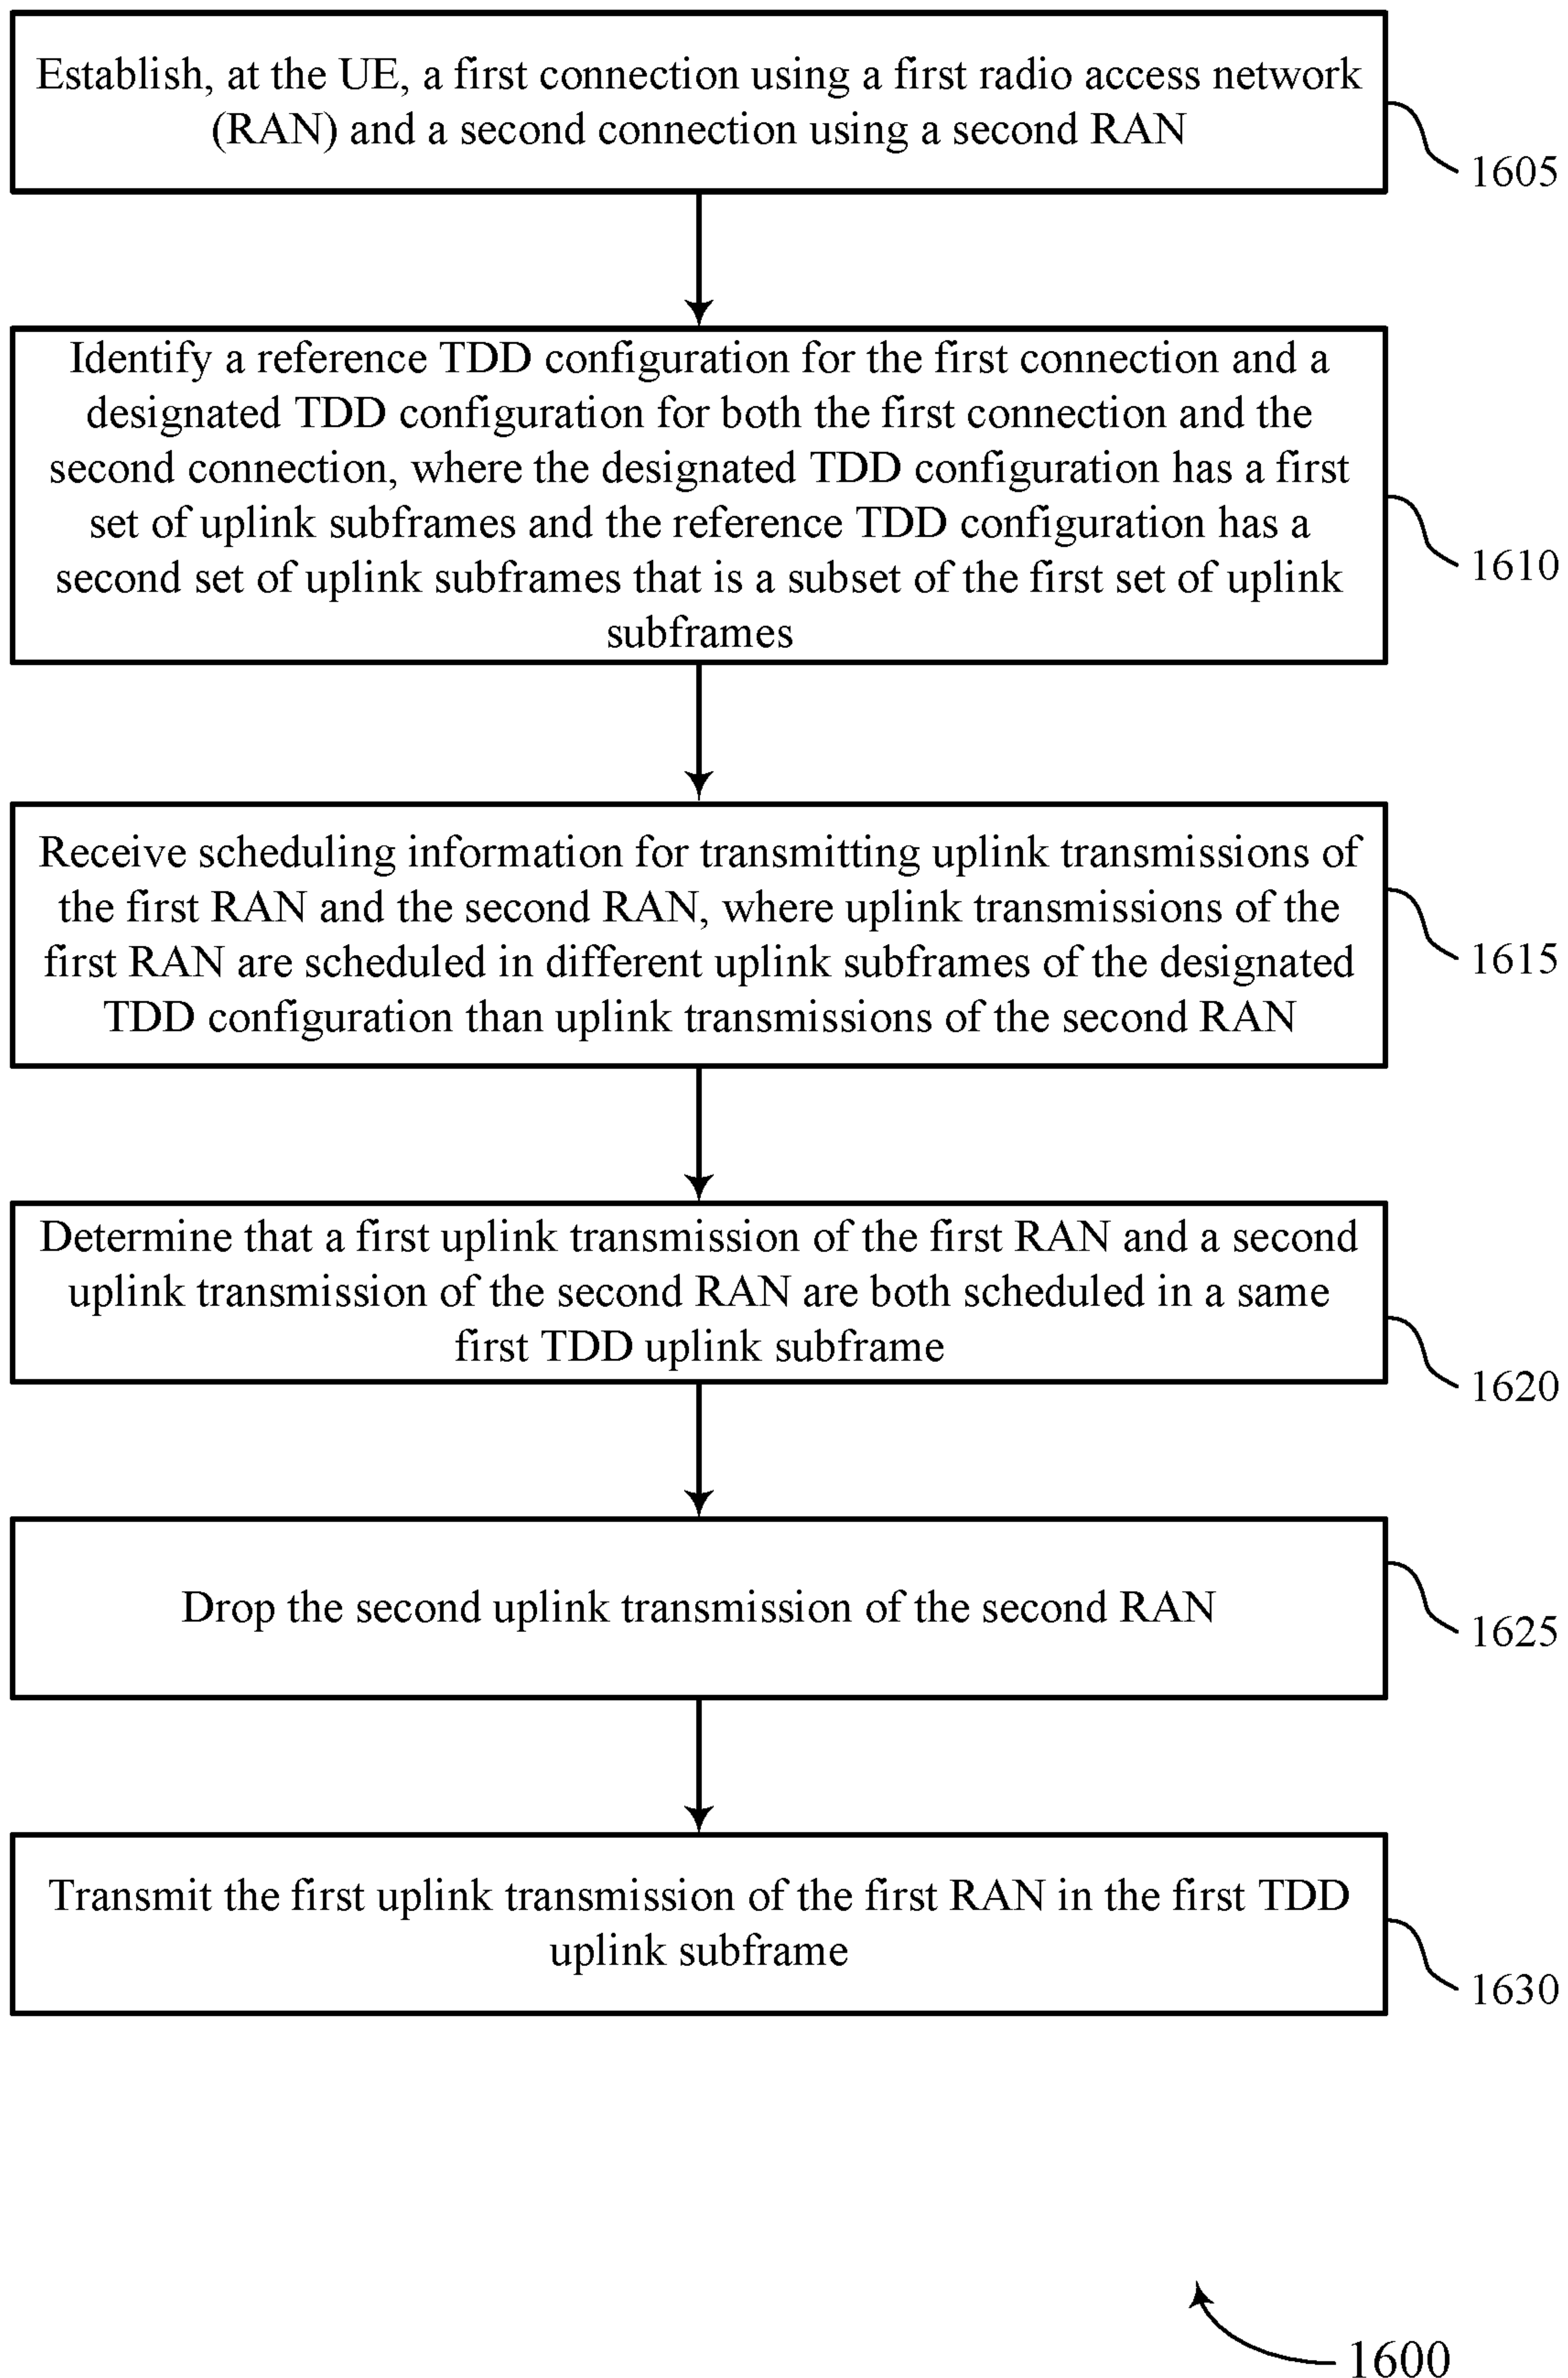 Establish, at the UE, a first connection using a first radio access network
(RAN) and a second connection using a second RAN
1605
Identify a reference TDD configuration for the first connection and a
designated TDD configuration for both the first connection and the
second connection, where the designated TDD configuration has a first
set of uplink subframes and the reference TDD configuration has a
second set of uplink subframes that is a subset of the first set of uplink
subframes
1610
Receive scheduling information for transmitting uplink transmissions of
the first RAN and the second RAN, where uplink transmissions of the
first RAN are scheduled in different uplink subframes of the designated
TDD configuration than uplink transmissions of the second RAN
1615
Determine that a first uplink transmission of the first RAN and a second
uplink transmission of the second RAN are both scheduled in a same
first TDD uplink subframe
1620
Drop the second uplink transmission of the second RAN
1625
Transmit the first uplink transmission of the first RAN in the first TDD
uplink subframe
1630
1600